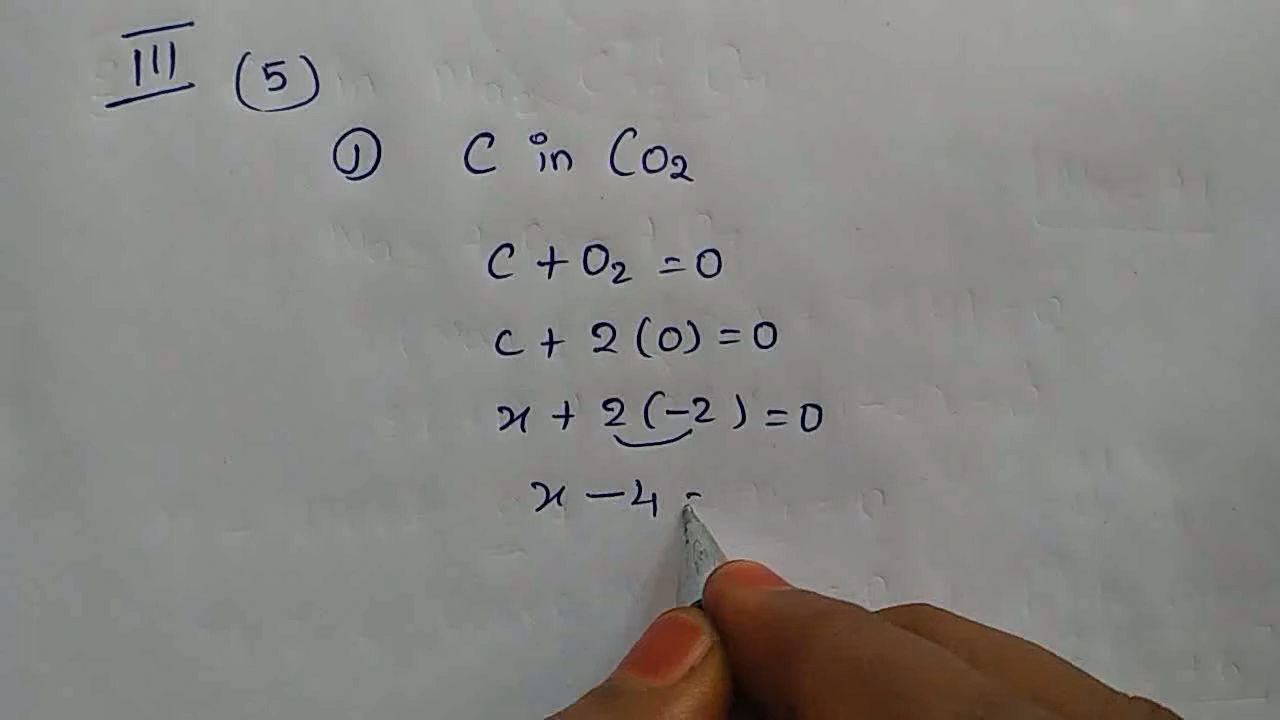 III (5)
① C in CO2
C + O2 = 0
C + 2(O) = 0
x + 2(-2) = 0
x - 4 =